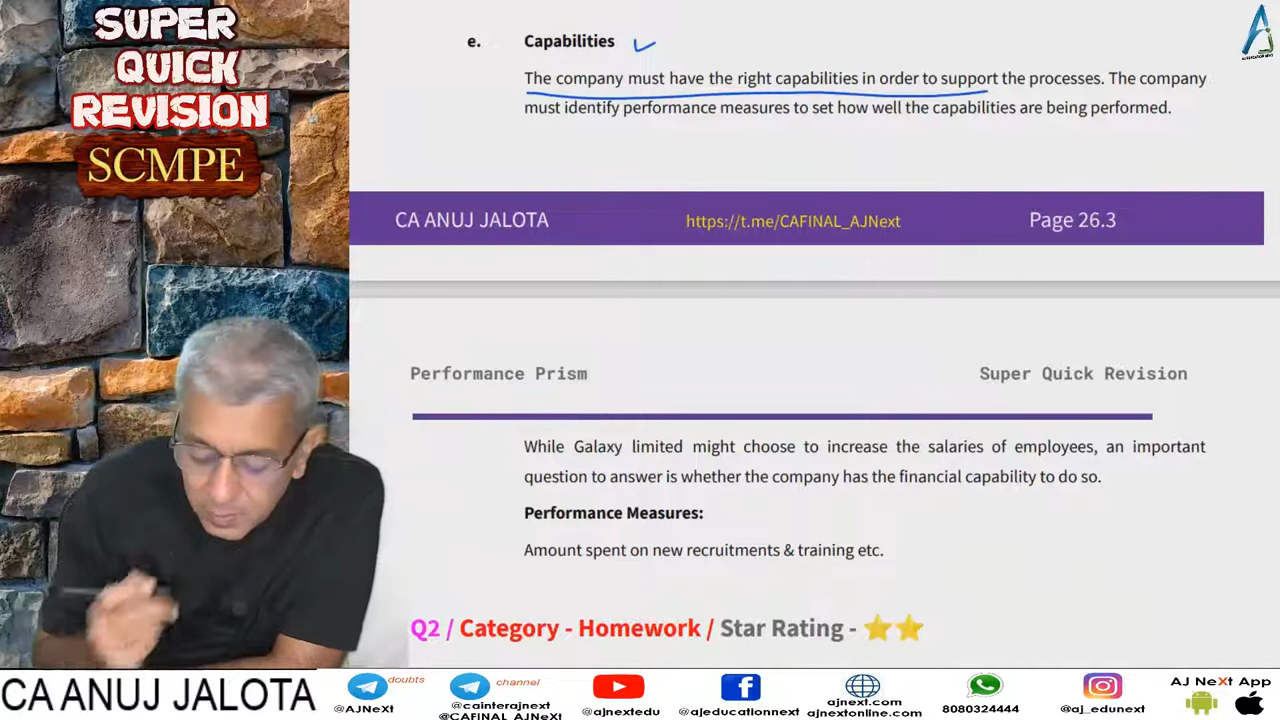 SUPER
QUICK
REVISION
SCMPE
e. Capabilities
The company must have the right capabilities in order to support the processes. The company
must identify performance measures to set how well the capabilities are being performed.
CA ANUJ JALOTA https://t.me/CAFINAL_AJNext Page 26.3
Performance Prism Super Quick Revision
While Galaxy limited might choose to increase the salaries of employees, an important
question to answer is whether the company has the financial capability to do so.
Performance Measures:
Amount spent on new recruitments & training etc.
Q2 / Category - Homework / Star Rating - ⭐⭐
CA ANUJ JALOTA
doubts
@AJNeXt
channel
@cainterajnext
@CAFINAL_AJNeXt
@ajnextedu
@ajeducationnext
ajnext.com
ajnextonline.com
8080324444
@aj_edunext
AJ NeXt App